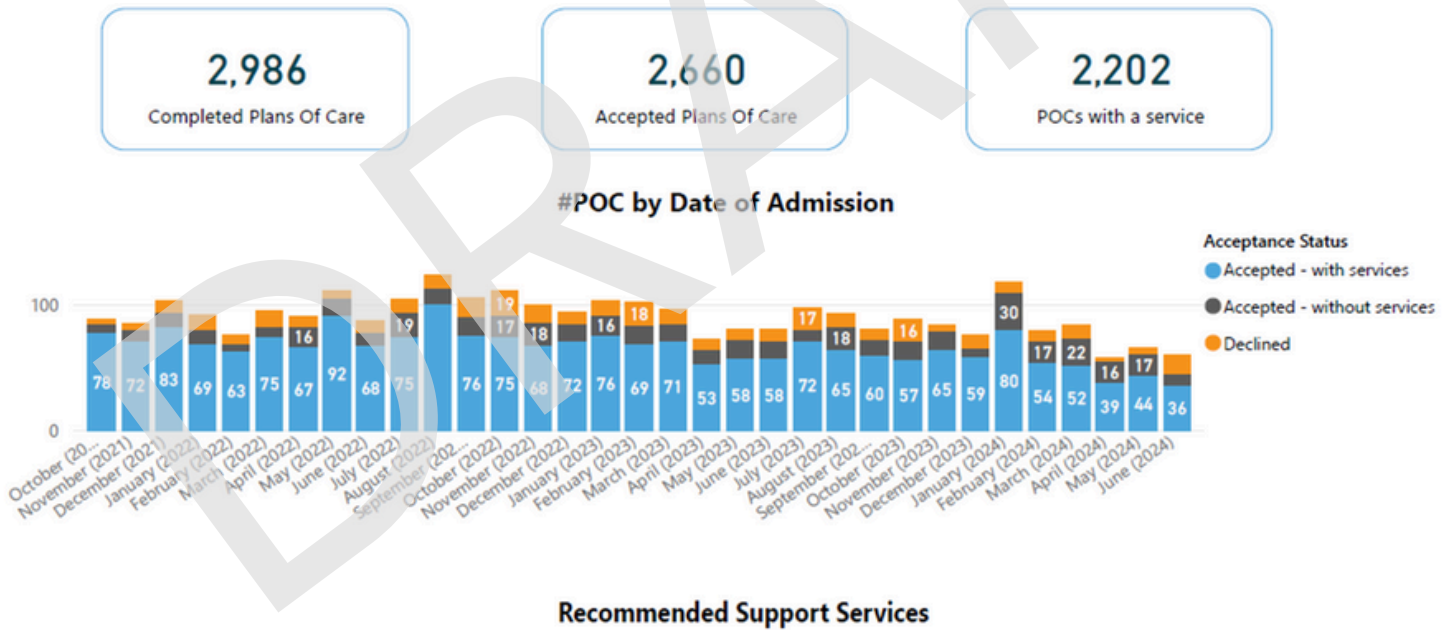 2,986
Completed Plans Of Care
2,660
Accepted Plans Of Care
2,202
POCs with a service
#POC by Date of Admission
Acceptance Status
Accepted - with services
Accepted - without services
Declined
100
0
78 72 83 69 63 75 67 92 68 75 76 75 68 72 76 69 71 53 58 58 72 65 60 57 65 59 80 54 52 39 44 36
16 19 17 18 16 18 30 17 22 16 17
19 18 17 16
October (20...
November (2021)
December (2021)
January (2022)
February (2022)
March (2022)
April (2022)
May (2022)
June (2022)
July (2022)
August (2022)
September (202...
October (2022)
November (2022)
December (2022)
January (2023)
February (2023)
March (2023)
April (2023)
May (2023)
June (2023)
July (2023)
August (2023)
September (202...
October (2023)
November (2023)
December (2023)
January (2024)
February (2024)
March (2024)
April (2024)
May (2024)
June (2024)
Recommended Support Services